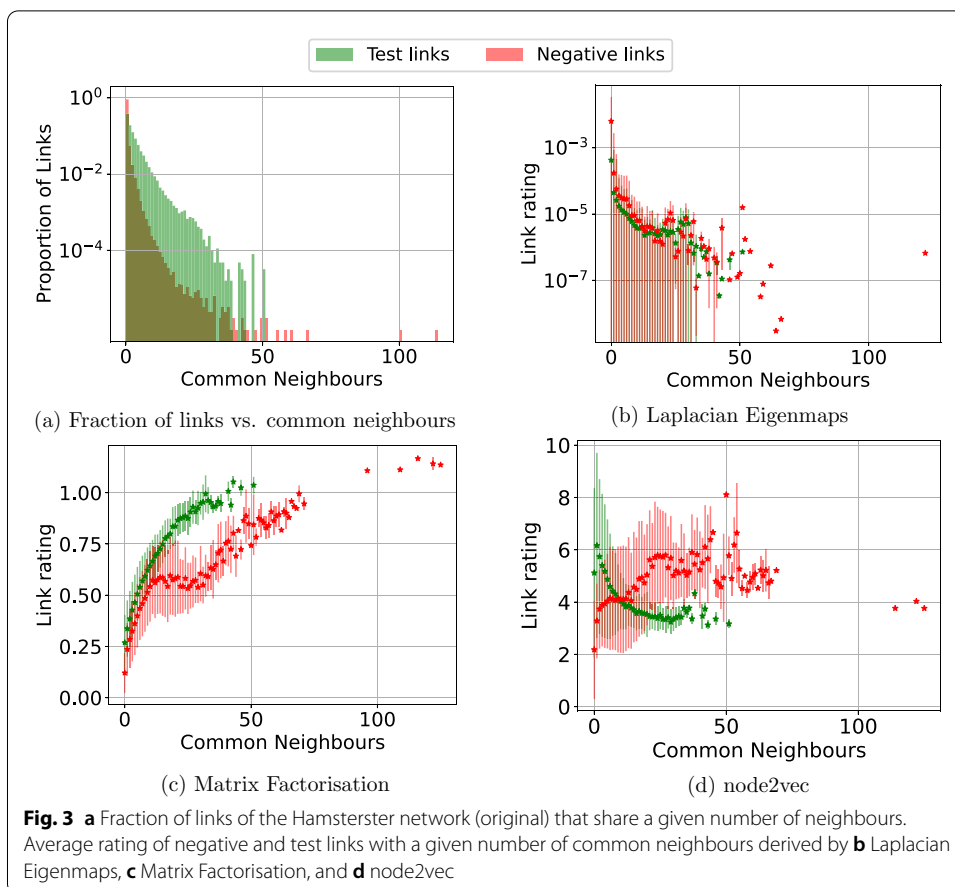 Test links Negative links
10^0
10^-2
10^-4
Proportion of Links
0 50 100
Common Neighbours
(a) Fraction of links vs. common neighbours
10^-3
10^-5
10^-7
Link rating
0 50 100
Common Neighbours
(b) Laplacian Eigenmaps
1.00
0.75
0.50
0.25
0.00
Link rating
0 50 100
Common Neighbours
(c) Matrix Factorisation
10
8
6
4
2
0
Link rating
0 50 100
Common Neighbours
(d) node2vec
Fig. 3 a Fraction of links of the Hamsterster network (original) that share a given number of neighbours.
Average rating of negative and test links with a given number of common neighbours derived by b Laplacian
Eigenmaps, c Matrix Factorisation, and d node2vec